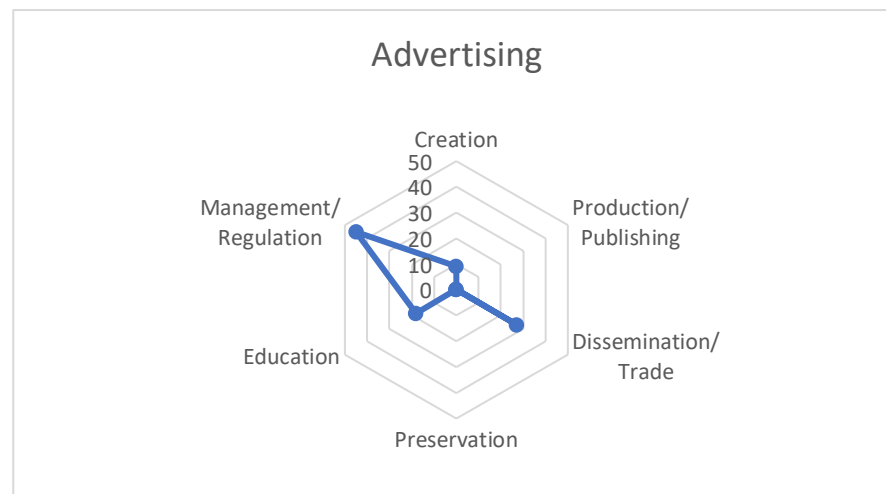 Advertising
Creation
50
40
30
20
10
0
Management/
Regulation
Production/
Publishing
Education
Dissemination/
Trade
Preservation